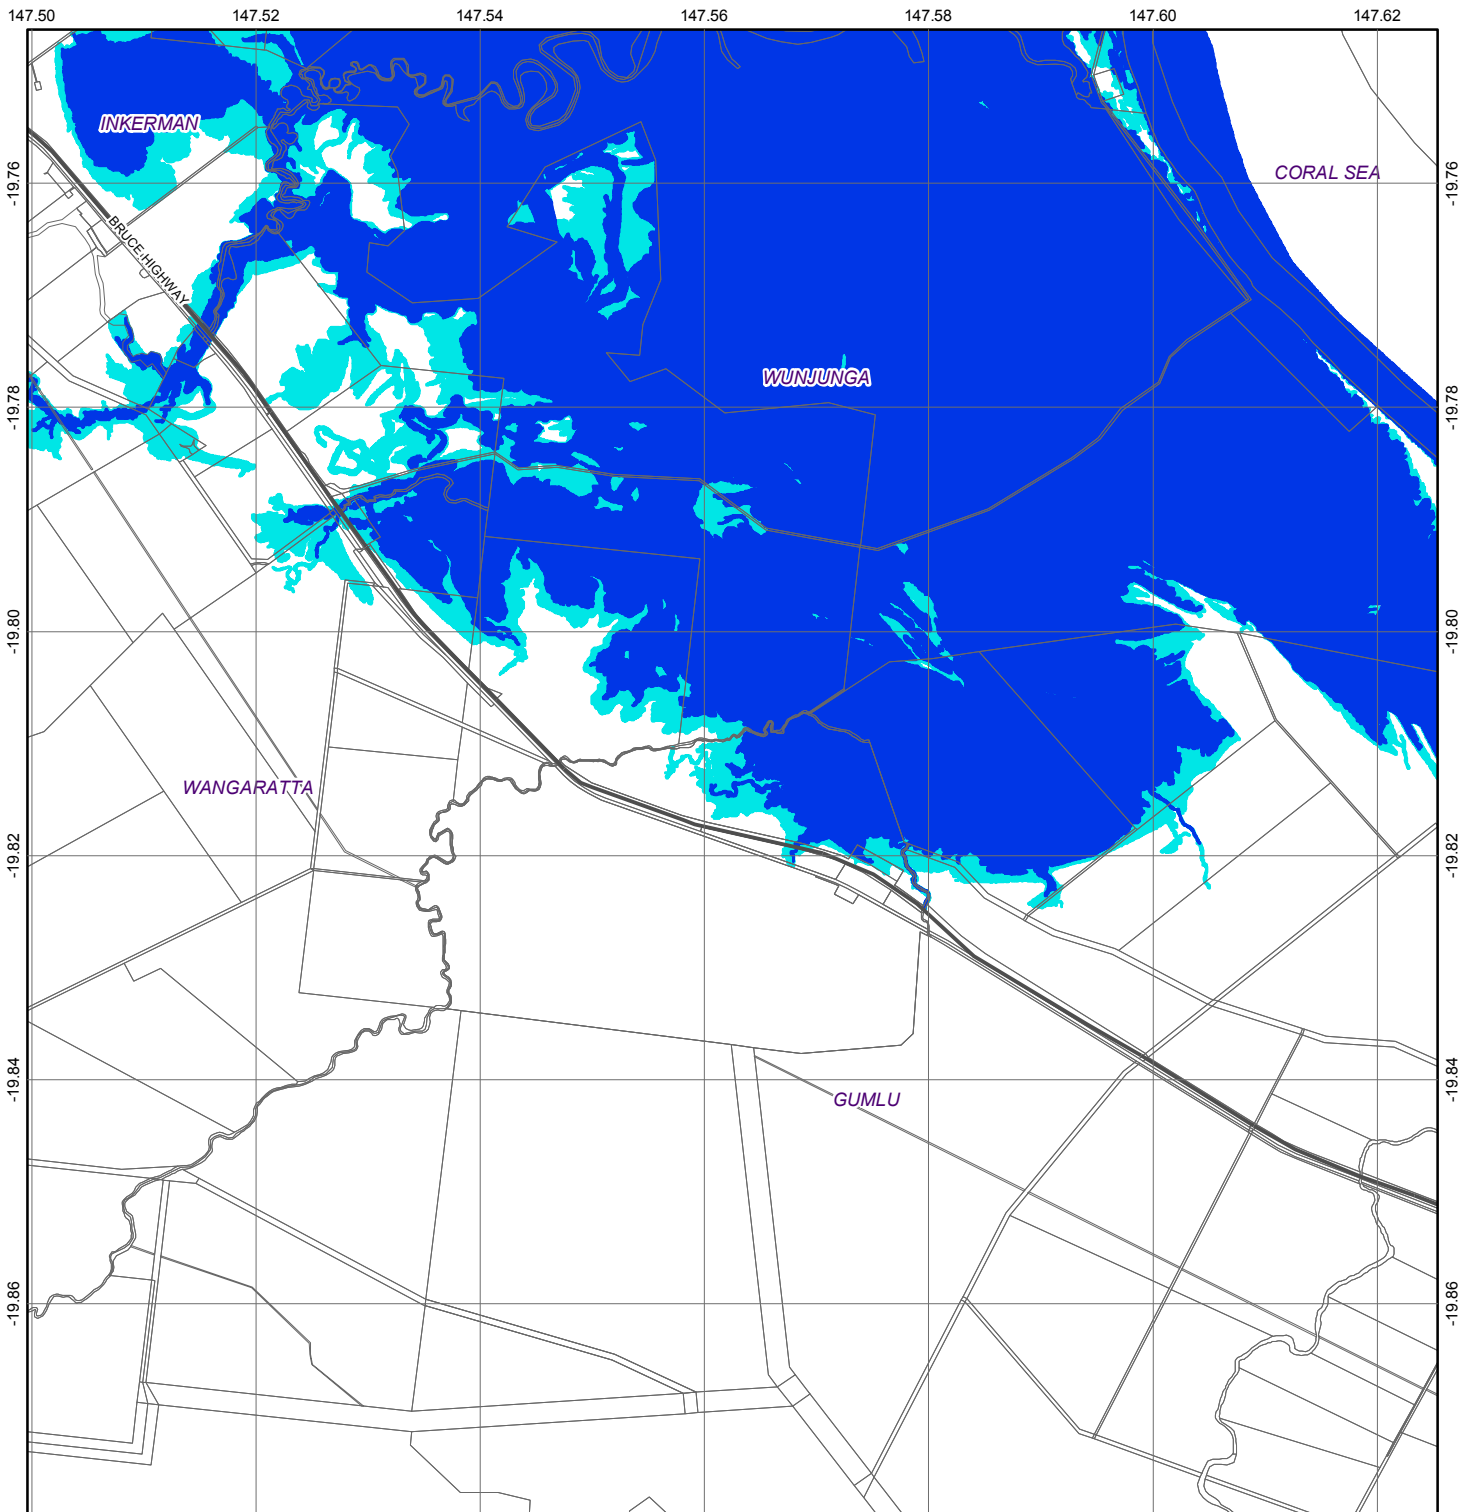 147.50 147.52 147.54 147.56 147.58 147.60 147.62
INKERMAN
-19.76 CORAL SEA -19.76
BRUCE HIGHWAY
WUNJUNGA
-19.78 -19.78
-19.80 -19.80
WANGARATTA
-19.82 -19.82
-19.84 -19.84
GUMLU
-19.86 -19.86